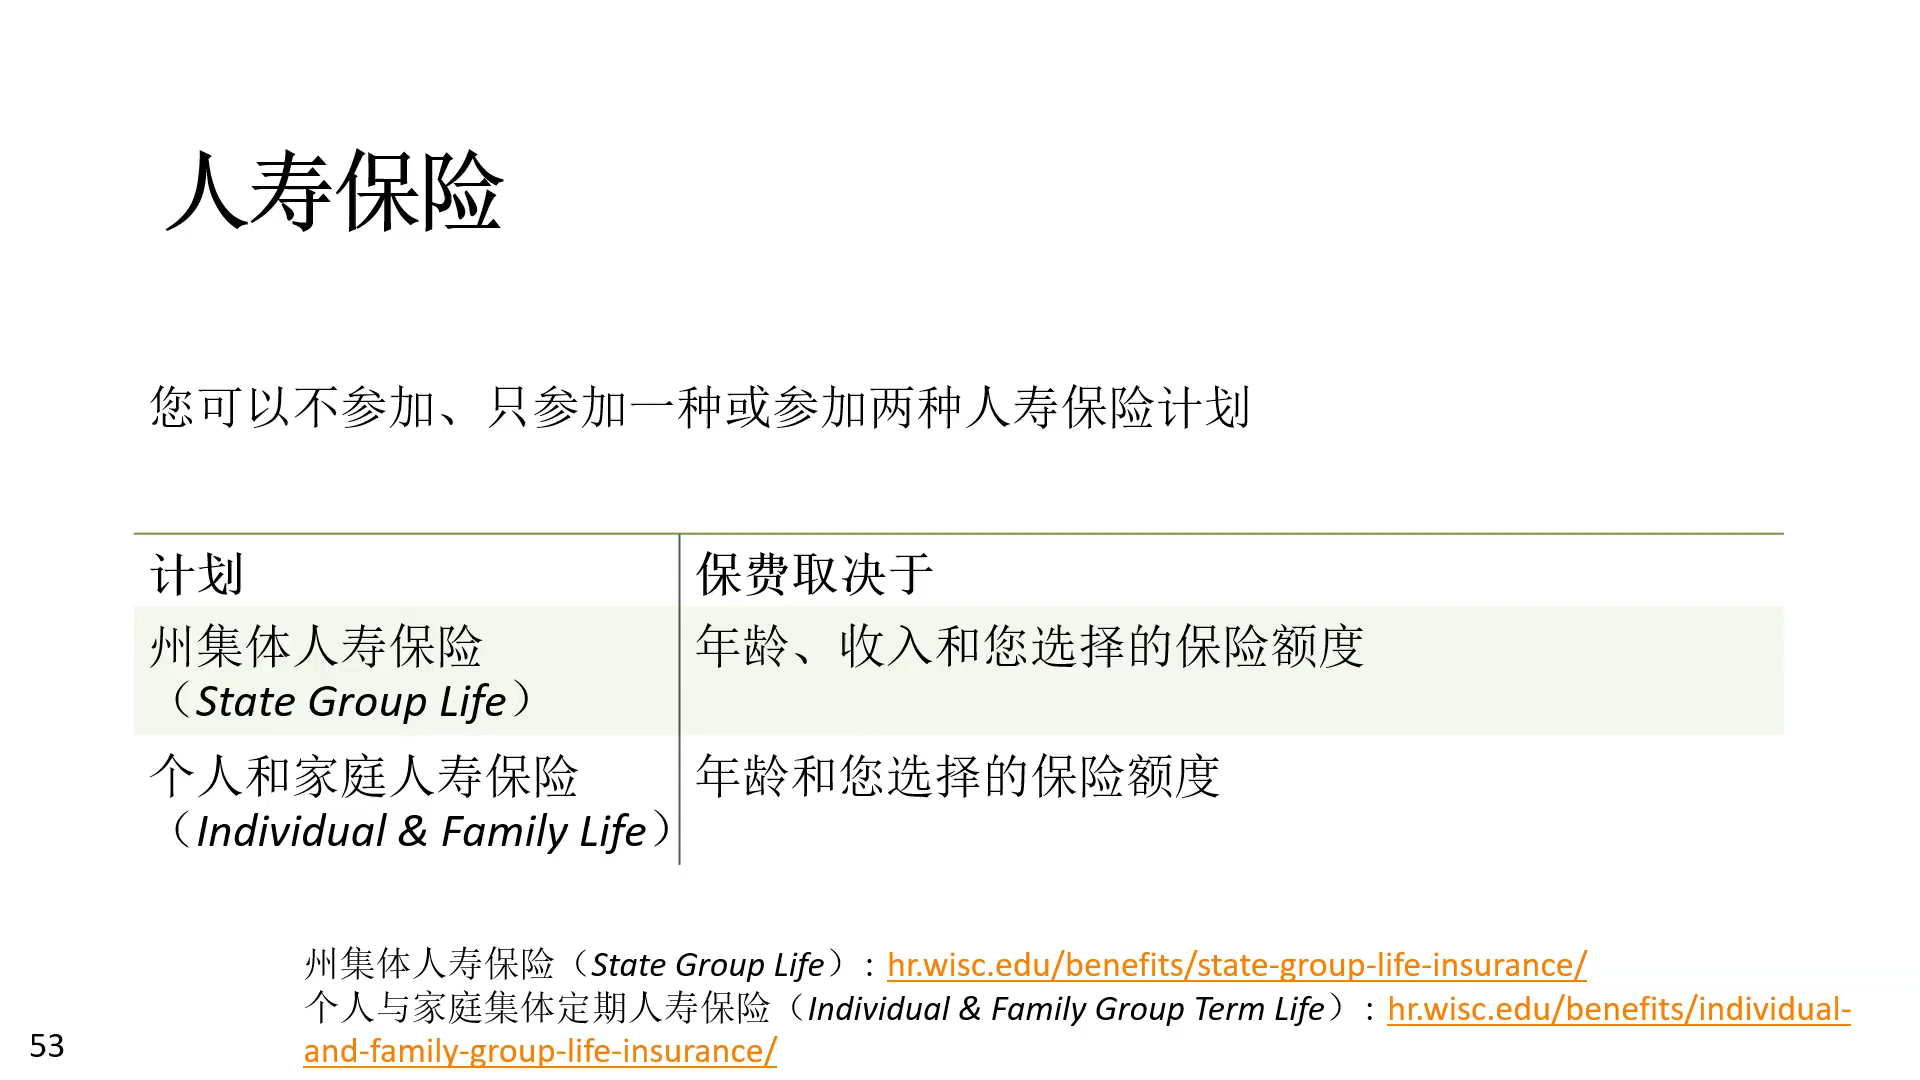 人寿保险
您可以不参加、只参加一种或参加两种人寿保险计划
计划
保费取决于
州集体人寿保险
（State Group Life）
年龄、收入和您选择的保险额度
个人和家庭人寿保险
（Individual & Family Life）
年龄和您选择的保险额度
州集体人寿保险（State Group Life）: hr.wisc.edu/benefits/state-group-life-insurance/
个人与家庭集体定期人寿保险（Individual & Family Group Term Life）: hr.wisc.edu/benefits/individual-
and-family-group-life-insurance/
53